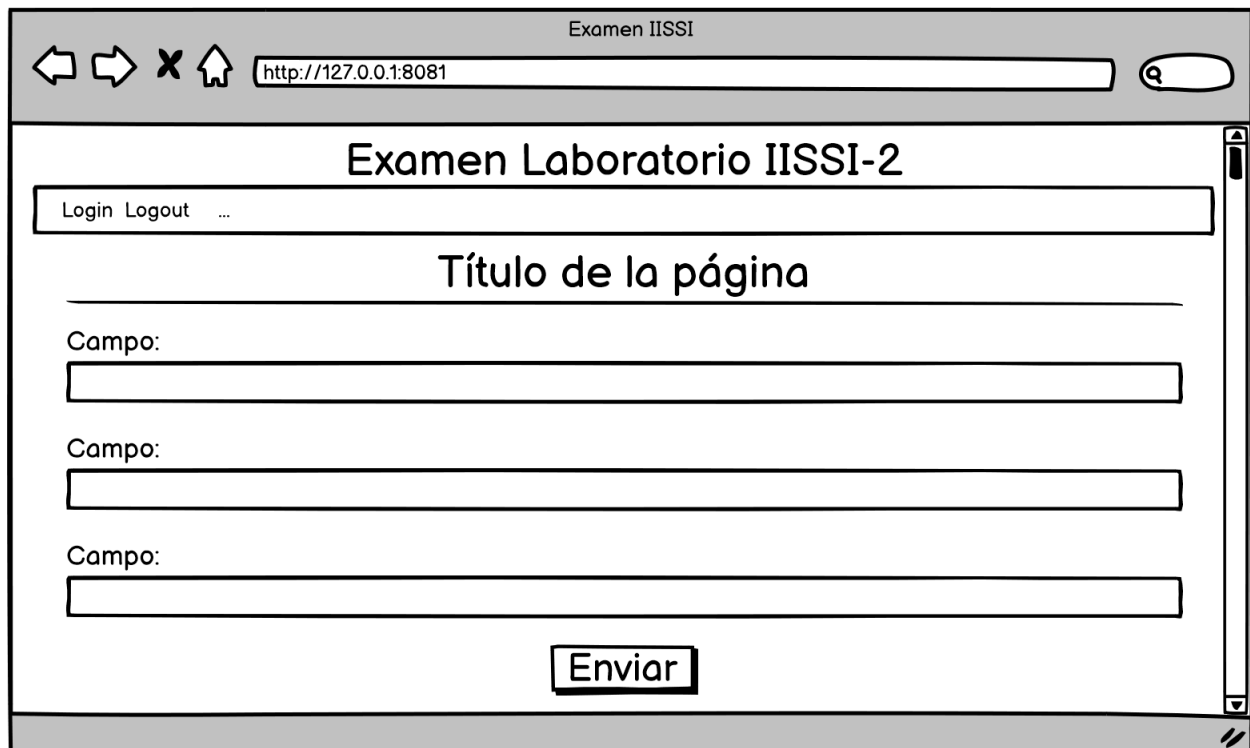 Examen IISSI
http://127.0.0.1:8081
Examen Laboratorio IISSI-2
Login Logout ...
Título de la página
Campo:
Campo:
Campo:
Enviar